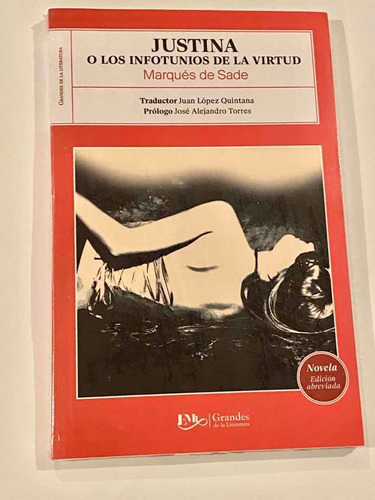 GRANDES DE LA LITERATURA
JUSTINA
O LOS INFOTUNIOS DE LA VIRTUD
Marqués de Sade
Traductor Juan López Quintana
Prólogo José Alejandro Torres
Novela
Edición
abreviada
EMU
Grandes
de la Literatura